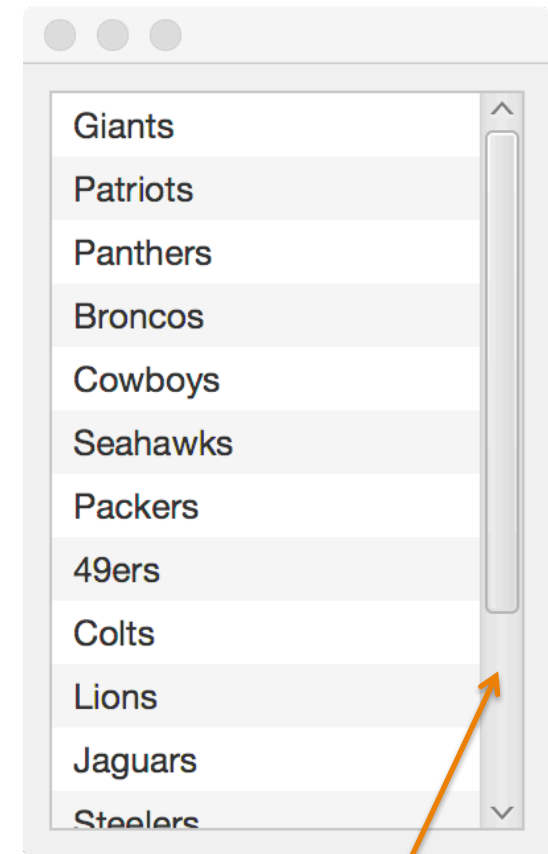 Giants
Patriots
Panthers
Broncos
Cowboys
Seahawks
Packers
49ers
Colts
Lions
Jaguars
Steelers